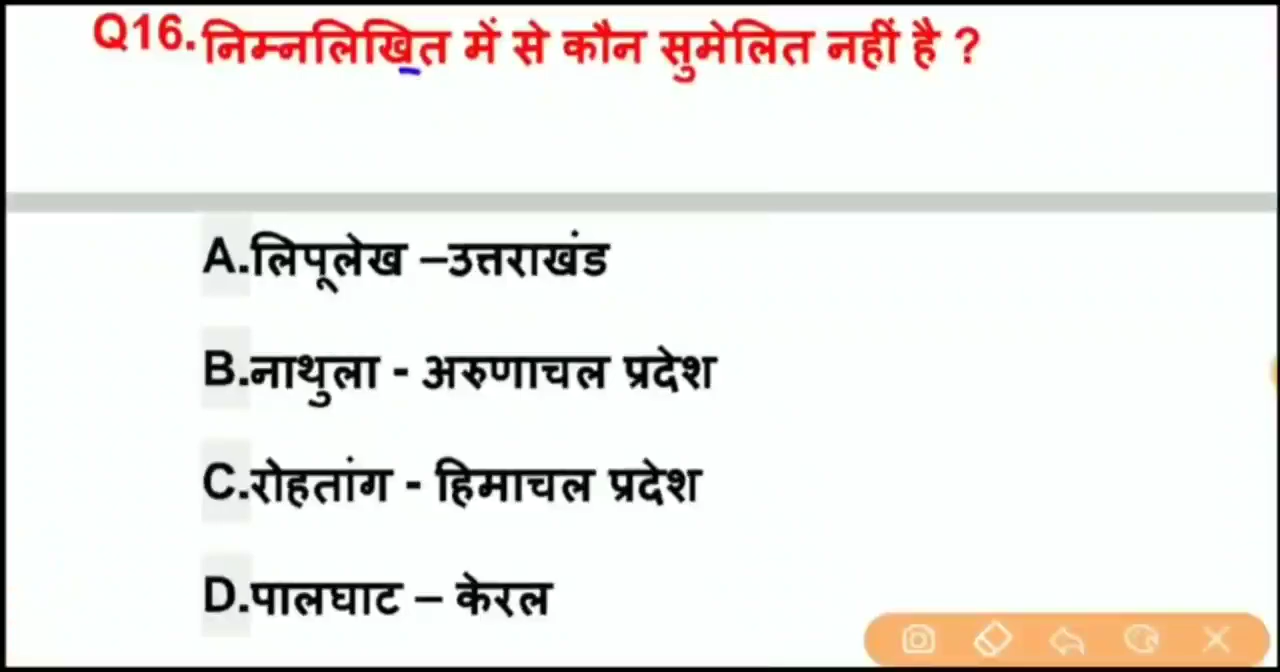 Q16.निम्नलिखित में से कौन सुमेलित नहीं है ?
A.लिपूलेख –उत्तराखंड
B.नाथुला - अरुणाचल प्रदेश
C.रोहतांग - हिमाचल प्रदेश
D.पालघाट – केरल